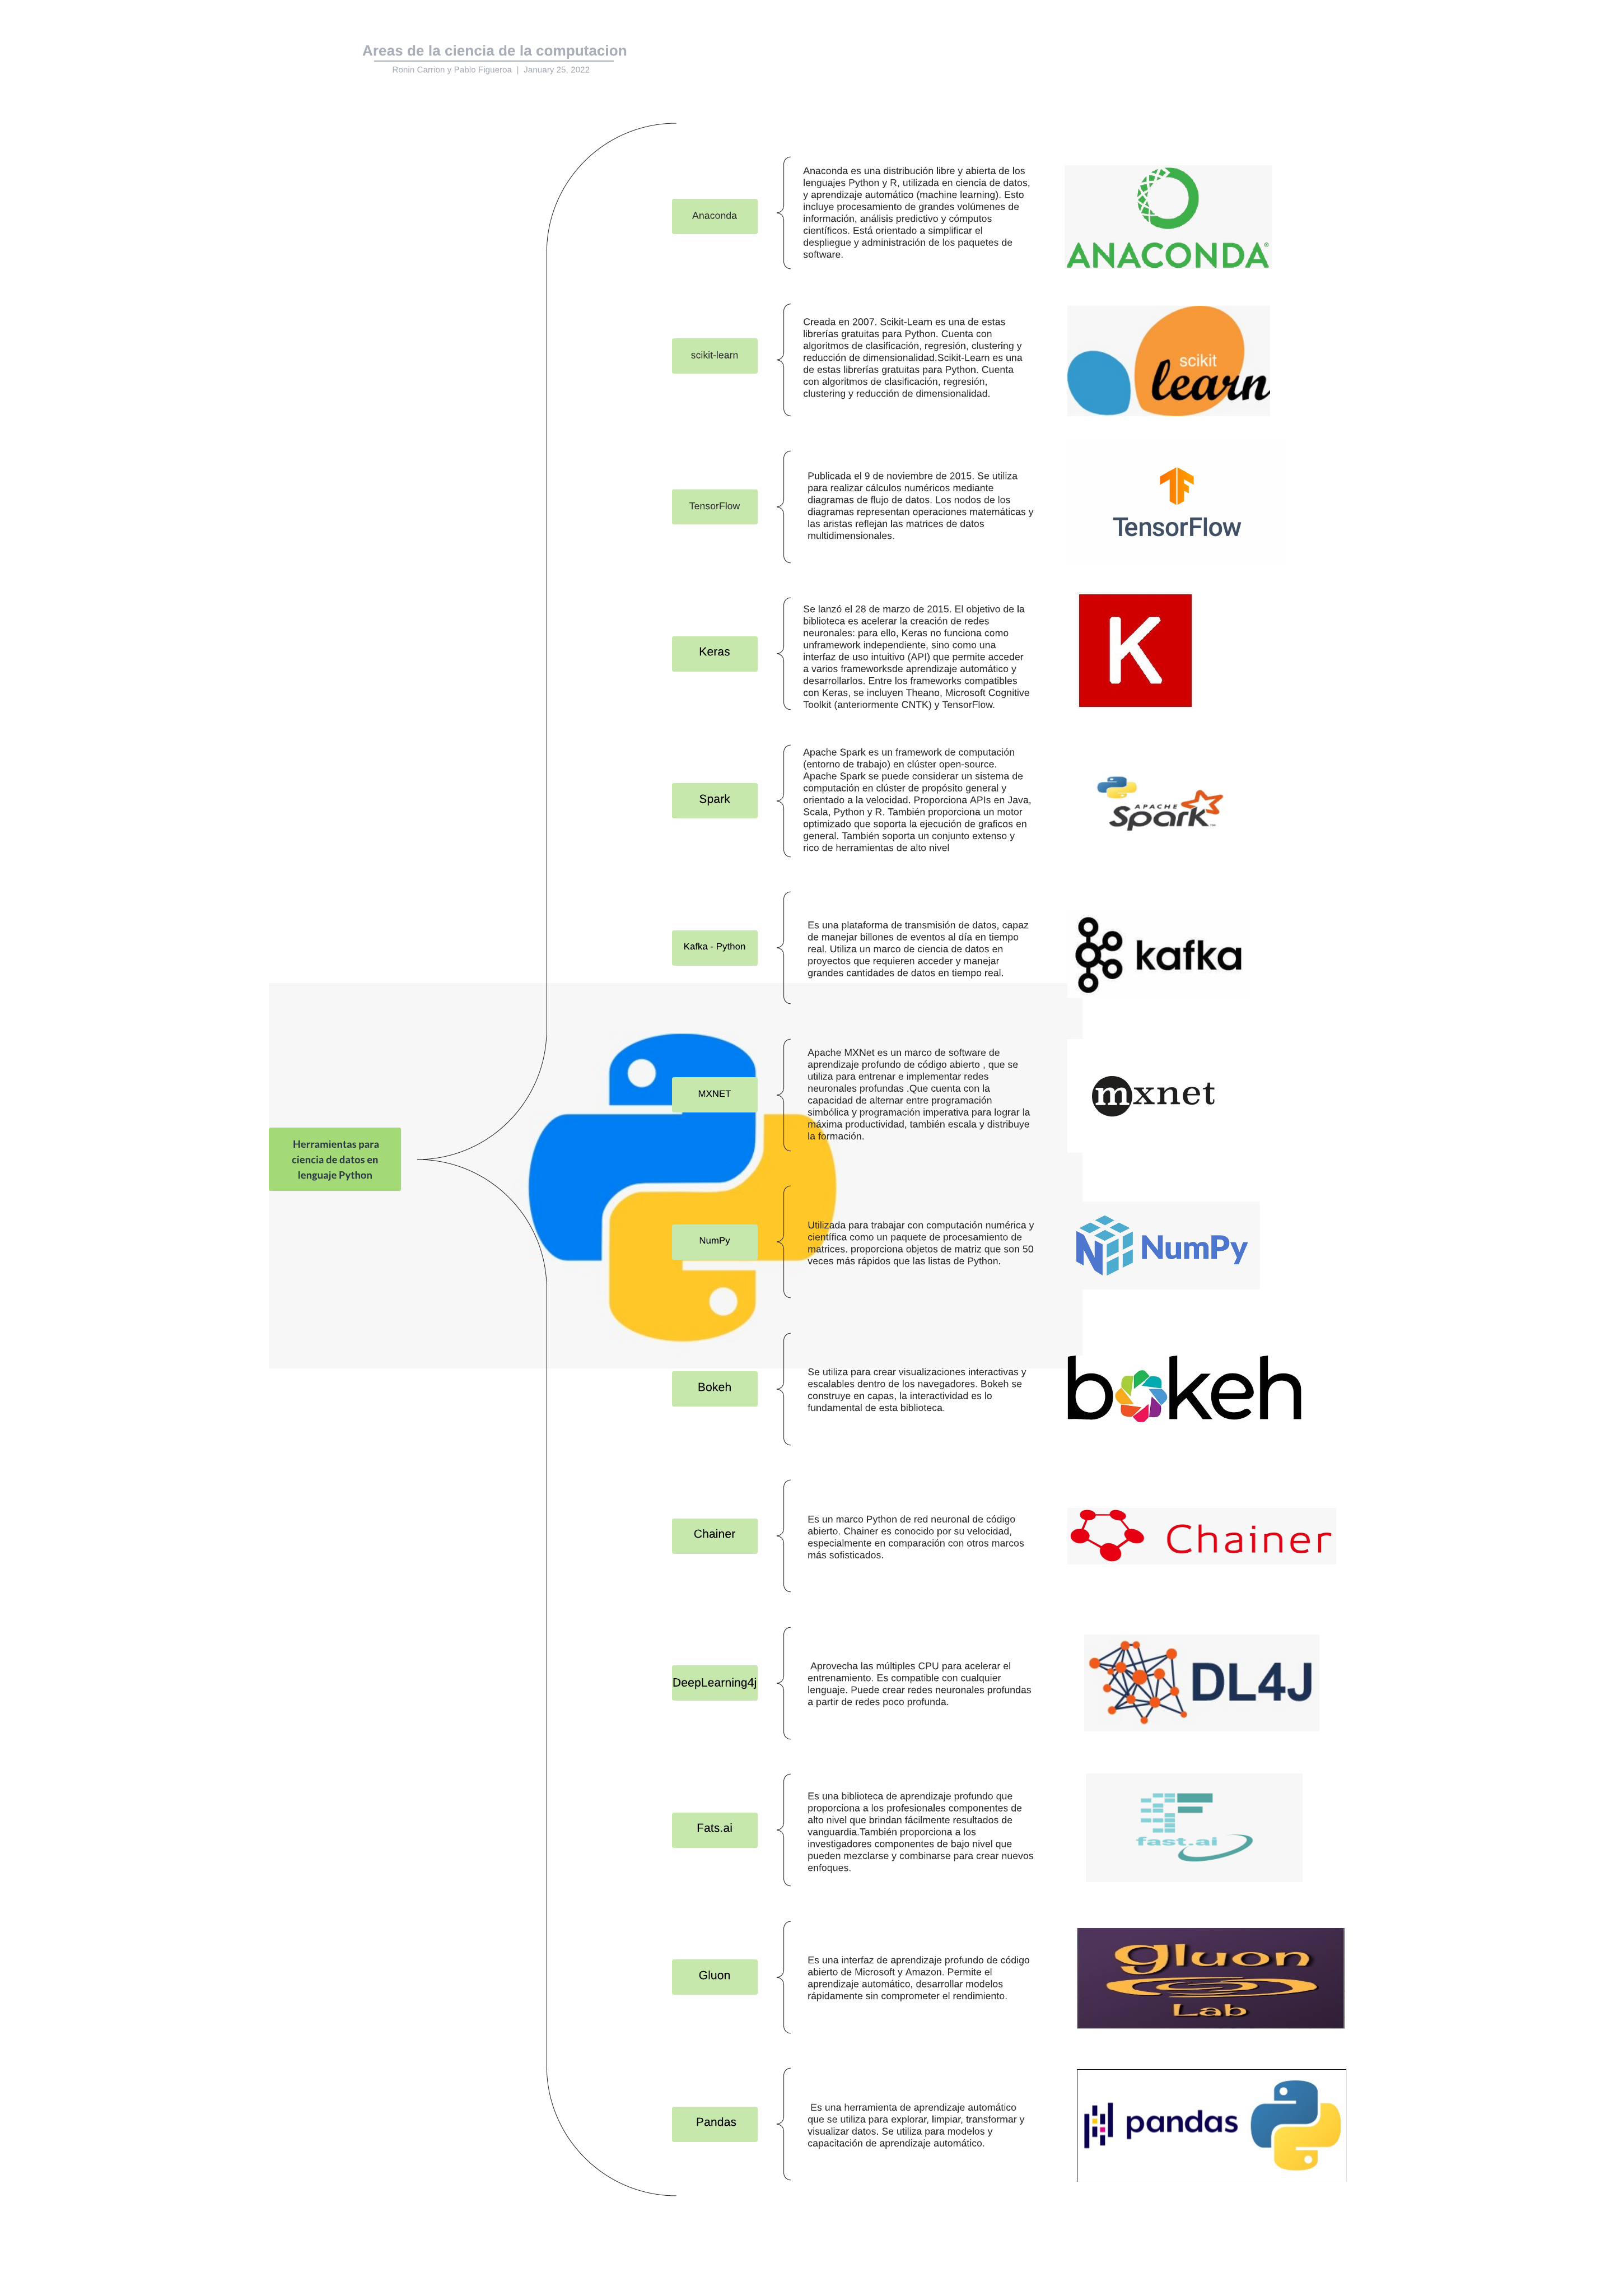 Areas de la ciencia de la computacion
Ronin Carrion y Pablo Figueroa | January 25, 2022
Anaconda
Anaconda es una distribución libre y abierta de los
lenguajes Python y R, utilizada en ciencia de datos,
y aprendizaje automático (machine learning). Esto
incluye procesamiento de grandes volúmenes de
información, análisis predictivo y cómputos
científicos. Está orientado a simplificar el
despliegue y administración de los paquetes de
software.
ANACONDA®
scikit-learn
Creada en 2007. Scikit-Learn es una de estas
librerías gratuitas para Python. Cuenta con
algoritmos de clasificación, regresión, clustering y
reducción de dimensionalidad.Scikit-Learn es una
de estas librerías gratuitas para Python. Cuenta
con algoritmos de clasificación, regresión,
clustering y reducción de dimensionalidad.
scikit
learn
TensorFlow
Publicada el 9 de noviembre de 2015. Se utiliza
para realizar cálculos numéricos mediante
diagramas de flujo de datos. Los nodos de los
diagramas representan operaciones matemáticas y
las aristas reflejan las matrices de datos
multidimensionales.
TensorFlow
Keras
Se lanzó el 28 de marzo de 2015. El objetivo de la
biblioteca es acelerar la creación de redes
neuronales: para ello, Keras no funciona como
unframework independiente, sino como una
interfaz de uso intuitivo (API) que permite acceder
a varios frameworksde aprendizaje automático y
desarrollarlos. Entre los frameworks compatibles
con Keras, se incluyen Theano, Microsoft Cognitive
Toolkit (anteriormente CNTK) y TensorFlow.
K
Spark
Apache Spark es un framework de computación
(entorno de trabajo) en clúster open-source.
Apache Spark se puede considerar un sistema de
computación en clúster de propósito general y
orientado a la velocidad. Proporciona APIs en Java,
Scala, Python y R. También proporciona un motor
optimizado que soporta la ejecución de graficos en
general. También soporta un conjunto extenso y
rico de herramientas de alto nivel
APACHE
Spark™
Kafka - Python
Es una plataforma de transmisión de datos, capaz
de manejar billones de eventos al día en tiempo
real. Utiliza un marco de ciencia de datos en
proyectos que requieren acceder y manejar
grandes cantidades de datos en tiempo real.
kafka
Herramientas para
ciencia de datos en
lenguaje Python
MXNET
Apache MXNet es un marco de software de
aprendizaje profundo de código abierto , que se
utiliza para entrenar e implementar redes
neuronales profundas .Que cuenta con la
capacidad de alternar entre programación
simbólica y programación imperativa para lograr la
máxima productividad, también escala y distribuye
la formación.
mxnet
NumPy
Utilizada para trabajar con computación numérica y
científica como un paquete de procesamiento de
matrices. proporciona objetos de matriz que son 50
veces más rápidos que las listas de Python.
NumPy
Bokeh
Se utiliza para crear visualizaciones interactivas y
escalables dentro de los navegadores. Bokeh se
construye en capas, la interactividad es lo
fundamental de esta biblioteca.
bokeh
Chainer
Es un marco Python de red neuronal de código
abierto. Chainer es conocido por su velocidad,
especialmente en comparación con otros marcos
más sofisticados.
Chainer
DeepLearning4j
Aprovecha las múltiples CPU para acelerar el
entrenamiento. Es compatible con cualquier
lenguaje. Puede crear redes neuronales profundas
a partir de redes poco profunda.
DL4J
Fats.ai
Es una biblioteca de aprendizaje profundo que
proporciona a los profesionales componentes de
alto nivel que brindan fácilmente resultados de
vanguardia.También proporciona a los
investigadores componentes de bajo nivel que
pueden mezclarse y combinarse para crear nuevos
enfoques.
fast.ai
Gluon
Es una interfaz de aprendizaje profundo de código
abierto de Microsoft y Amazon. Permite el
aprendizaje automático, desarrollar modelos
rápidamente sin comprometer el rendimiento.
gluon
Lab
Pandas
Es una herramienta de aprendizaje automático
que se utiliza para explorar, limpiar, transformar y
visualizar datos. Se utiliza para modelos y
capacitación de aprendizaje automático.
pandas